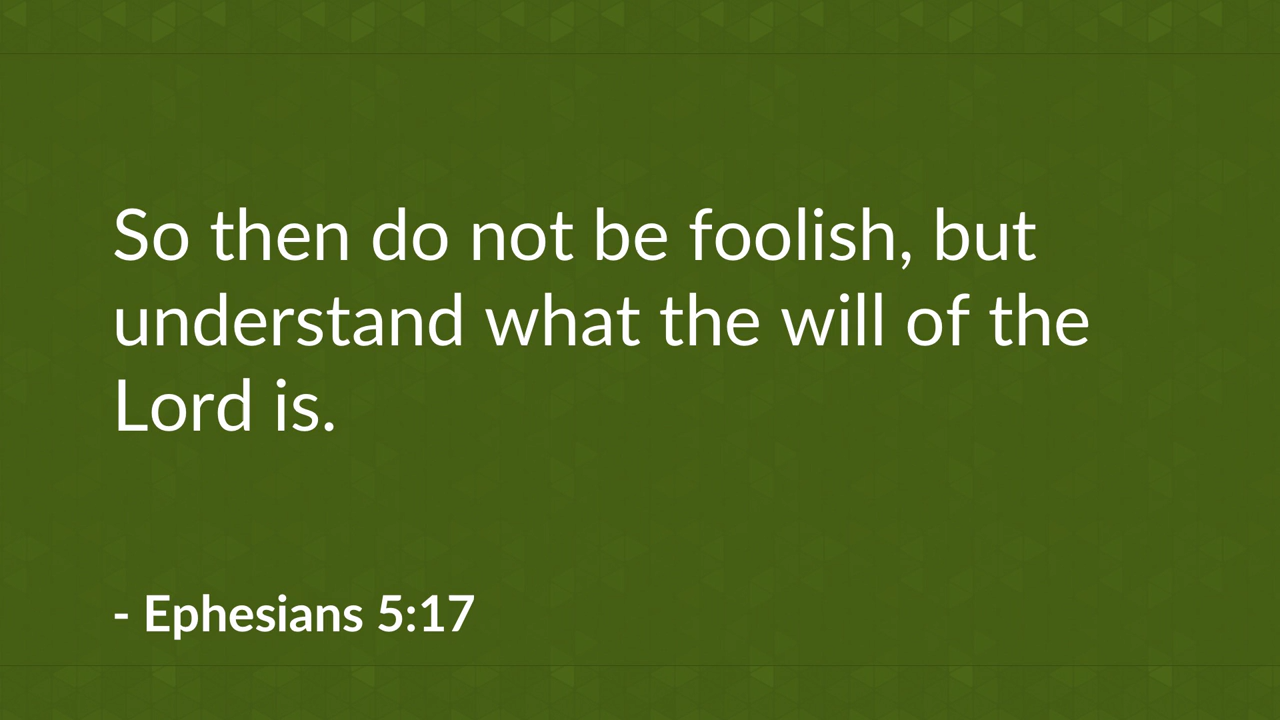 So then do not be foolish, but
understand what the will of the
Lord is.
- Ephesians 5:17